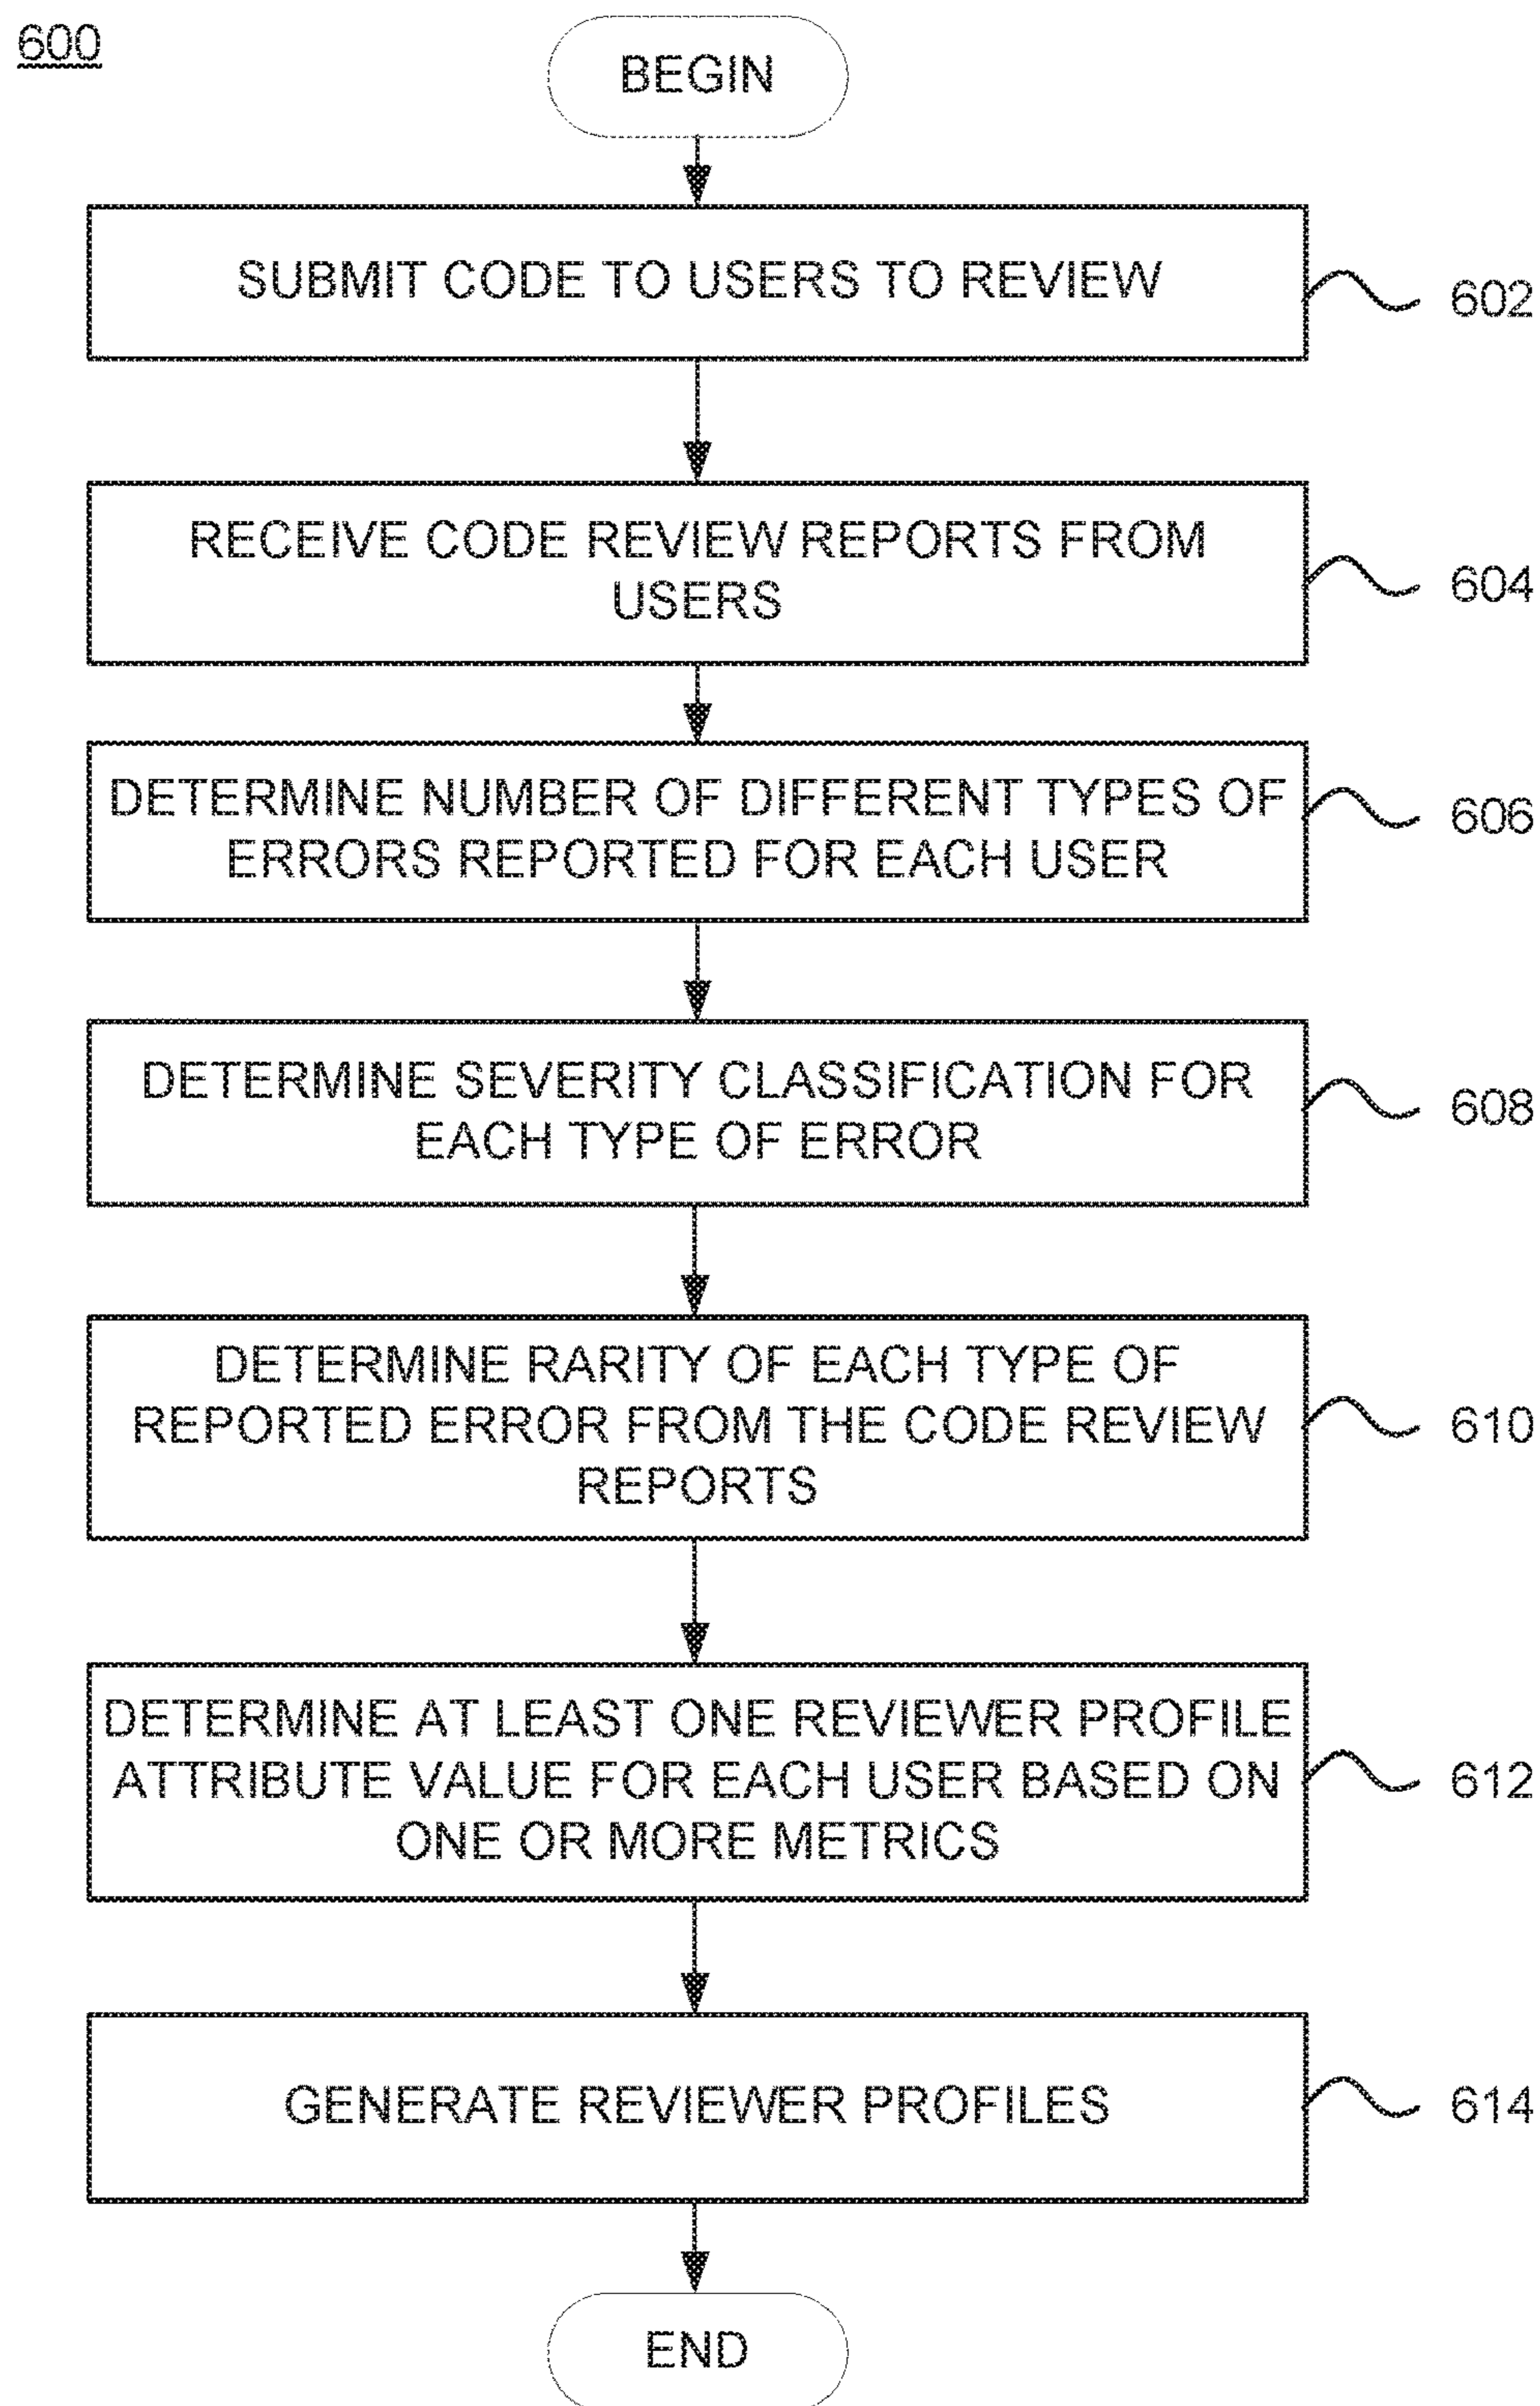 600
BEGIN
SUBMIT CODE TO USERS TO REVIEW
602
RECEIVE CODE REVIEW REPORTS FROM
USERS
604
DETERMINE NUMBER OF DIFFERENT TYPES OF
ERRORS REPORTED FOR EACH USER
606
DETERMINE SEVERITY CLASSIFICATION FOR
EACH TYPE OF ERROR
608
DETERMINE RARITY OF EACH TYPE OF
REPORTED ERROR FROM THE CODE REVIEW
REPORTS
610
DETERMINE AT LEAST ONE REVIEWER PROFILE
ATTRIBUTE VALUE FOR EACH USER BASED ON
ONE OR MORE METRICS
612
GENERATE REVIEWER PROFILES
614
END